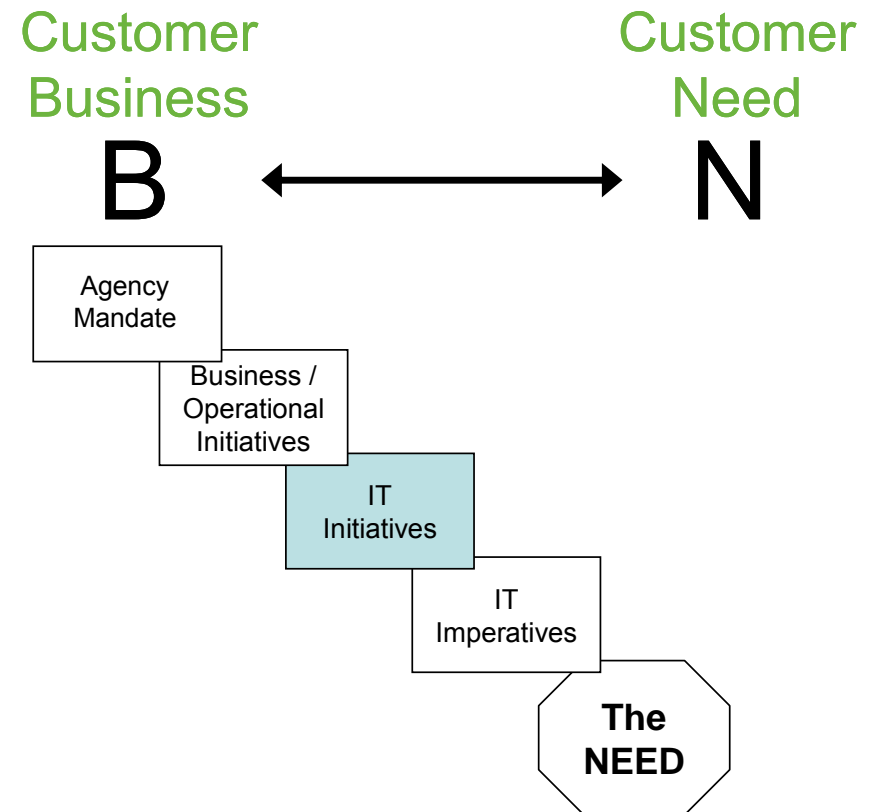 Customer
Business
Customer
Need
B
N
Agency
Mandate
Business /
Operational
Initiatives
IT
Initiatives
IT
Imperatives
The
NEED